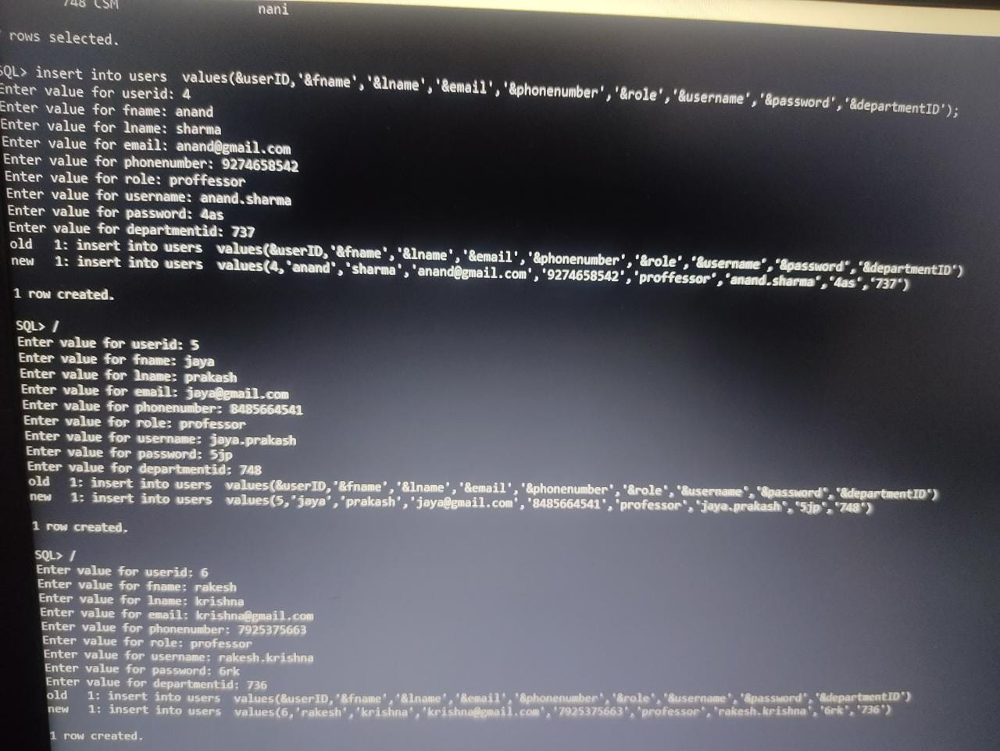 748 CSM nani
rows selected.
SQL> insert into users  values(&userID,'&fname','&lname','&email','&phonenumber','&role','&username','&password','&departmentID');
Enter value for userid: 4
Enter value for fname: anand
Enter value for lname: sharma
Enter value for email: anand@gmail.com
Enter value for phonenumber: 9274658542
Enter value for role: proffessor
Enter value for username: anand.sharma
Enter value for password: 4as
Enter value for departmentid: 737
old   1: insert into users  values(&userID,'&fname','&lname','&email','&phonenumber','&role','&username','&password','&departmentID')
new   1: insert into users  values(4,'anand','sharma','anand@gmail.com','9274658542','proffessor','anand.sharma','4as','737')
1 row created.
SQL> /
Enter value for userid: 5
Enter value for fname: jaya
Enter value for lname: prakash
Enter value for email: jaya@gmail.com
Enter value for phonenumber: 8485664541
Enter value for role: professor
Enter value for username: jaya.prakash
Enter value for password: 5jp
Enter value for departmentid: 748
old   1: insert into users  values(&userID,'&fname','&lname','&email','&phonenumber','&role','&username','&password','&departmentID')
new   1: insert into users  values(5,'jaya','prakash','jaya@gmail.com','8485664541','professor','jaya.prakash','5jp','748')
1 row created.
SQL> /
Enter value for userid: 6
Enter value for fname: rakesh
Enter value for lname: krishna
Enter value for email: krishna@gmail.com
Enter value for phonenumber: 7925375663
Enter value for role: professor
Enter value for username: rakesh.krishna
Enter value for password: 6rk
Enter value for departmentid: 736
old   1: insert into users  values(&userID,'&fname','&lname','&email','&phonenumber','&role','&username','&password','&departmentID')
new   1: insert into users  values(6,'rakesh','krishna','krishna@gmail.com','7925375663','professor','rakesh.krishna','6rk','736')
1 row created.